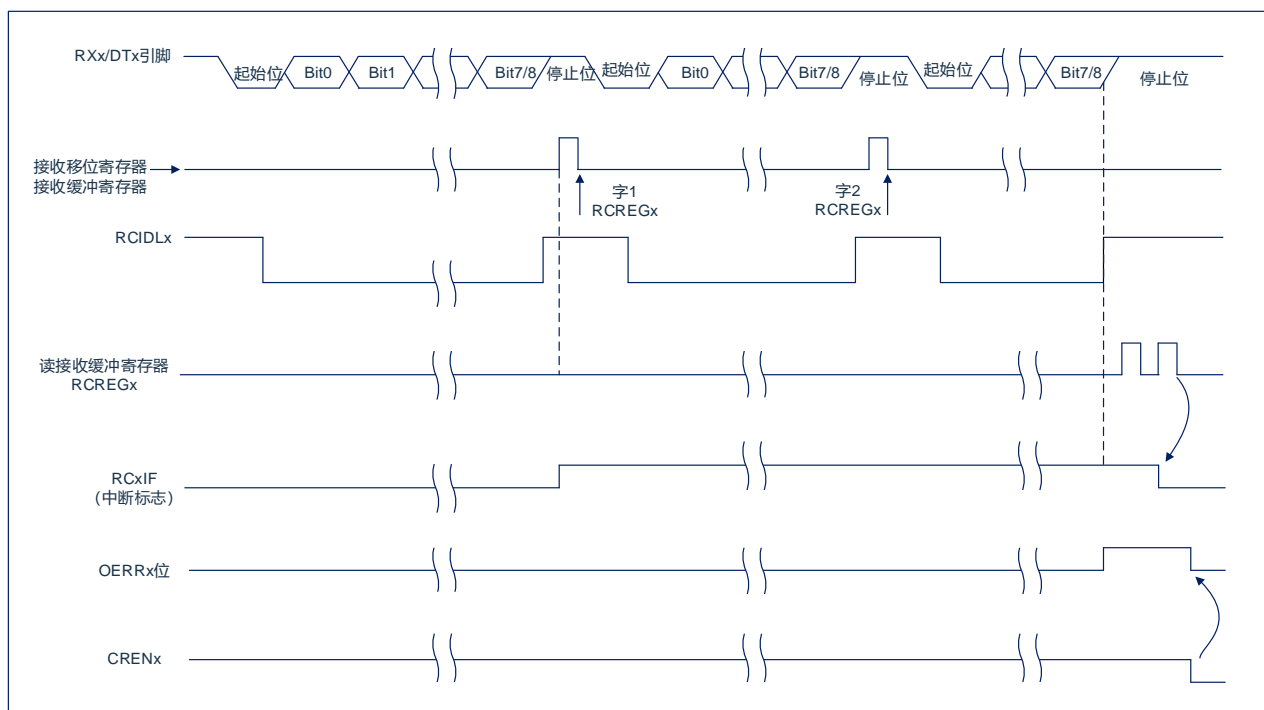 RXx/DTx引脚
起始位 Bit0 Bit1 Bit7/8 停止位 起始位 Bit0 Bit7/8 停止位 起始位 Bit7/8 停止位
接收移位寄存器
接收缓冲寄存器
字1
RCREGx
字2
RCREGx
RCIDLx
读接收缓冲寄存器
RCREGx
RCxIF
(中断标志)
OERRx位
CRENx